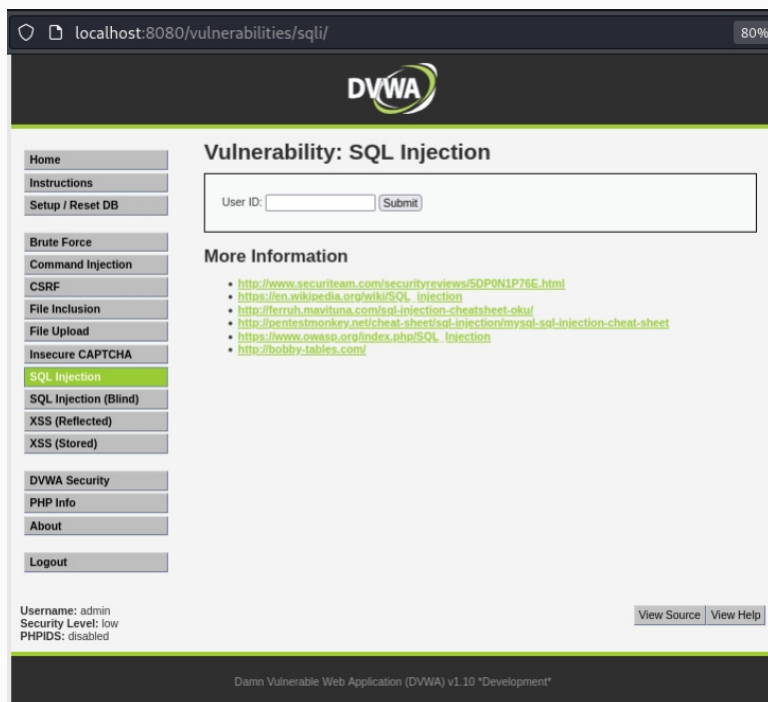 localhost:8080/vulnerabilities/sqli/
80%
DVWA
Home
Instructions
Setup / Reset DB
Brute Force
Command Injection
CSRF
File Inclusion
File Upload
Insecure CAPTCHA
SQL Injection
SQL Injection (Blind)
XSS (Reflected)
XSS (Stored)
DVWA Security
PHP Info
About
Logout
Vulnerability: SQL Injection
User ID: Submit
More Information
http://www.securiteam.com/securityreviews/5DP0N1P76E.html
https://en.wikipedia.org/wiki/SQL_injection
http://ferruh.mavituna.com/sql-injection-cheatsheet-oku/
http://pentestmonkey.net/cheat-sheet/sql-injection/mysql-sql-injection-cheat-sheet
https://www.owasp.org/index.php/SQL_Injection
http://bobby-tables.com/
Username: admin
Security Level: low
PHPIDS: disabled
View Source View Help
Damn Vulnerable Web Application (DVWA) v1.10 *Development*